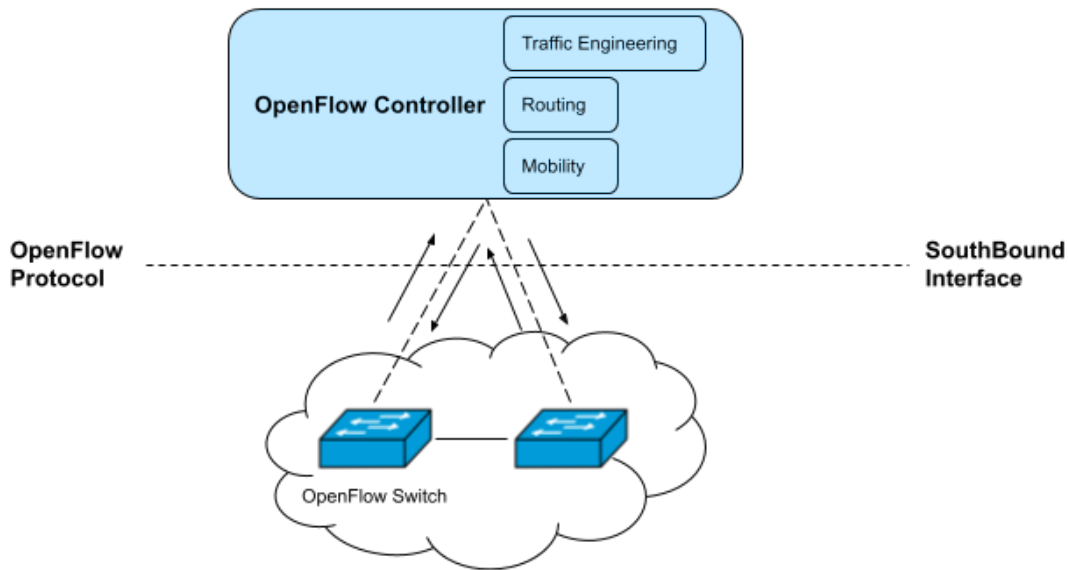 Traffic Engineering
OpenFlow Controller
Routing
Mobility
OpenFlow
Protocol
SouthBound
Interface
OpenFlow Switch